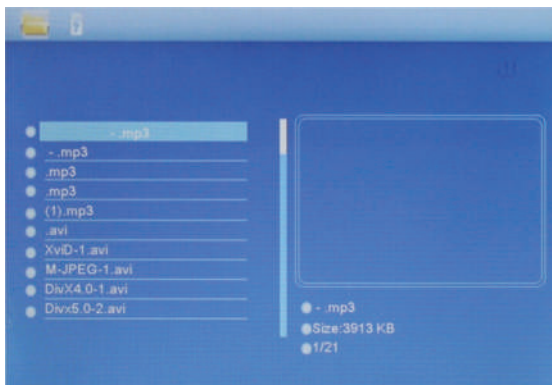 - .mp3
- .mp3
.mp3
.mp3
(1).mp3
.avi
XviD-1.avi
M-JPEG-1.avi
DivX4.0-1.avi
Divx5.0-2.avi
- .mp3
Size:3913 KB
1/21